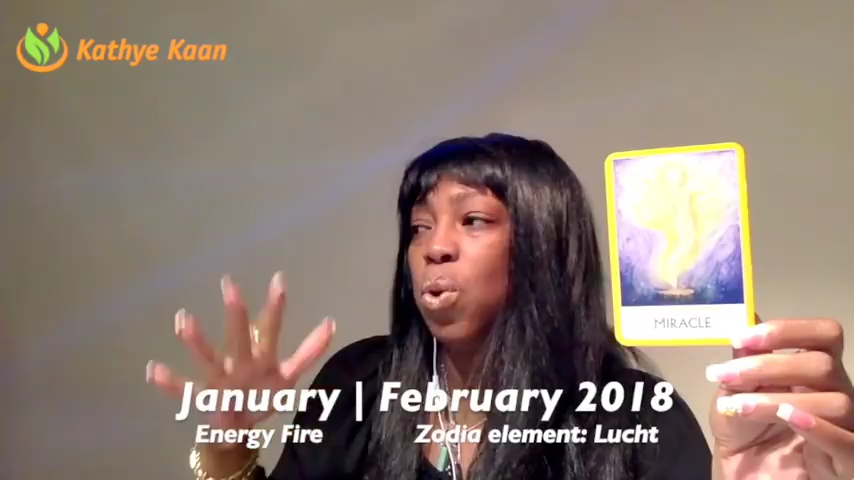 Kathye Kaan
MIRACLE
January | February 2018
Energy Fire
Zodia element: Lucht